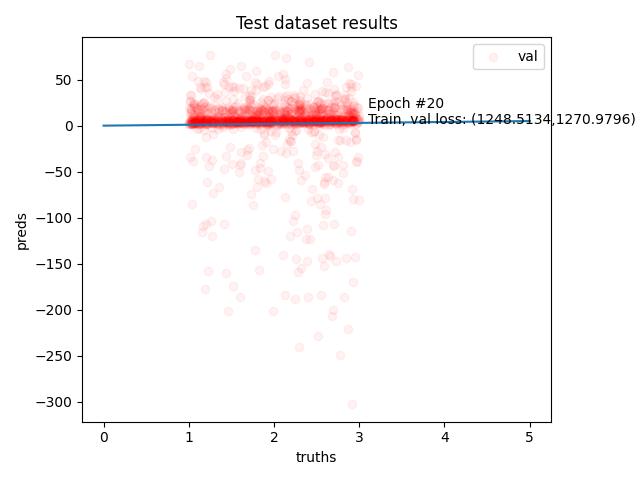 Test dataset results
val
Epoch #20
Train, val loss: (1248.5134,1270.9796)
preds
50
0
−50
−100
−150
−200
−250
−300
0 1 2 3 4 5
truths